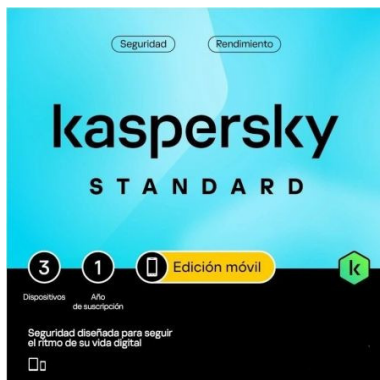 Seguridad
Rendimiento
kaspersky
STANDARD
3
1
Edición móvil
k
Dispositivos
Año
de suscripción
Seguridad diseñada para seguir
el ritmo de su vida digital